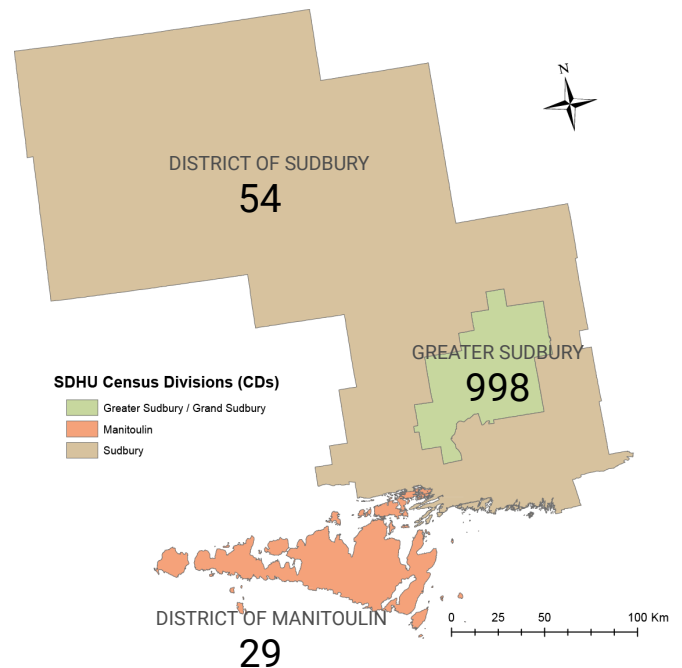 N
DISTRICT OF SUDBURY
54
GREATER SUDBURY
998
SDHU Census Divisions (CDs)
Greater Sudbury / Grand Sudbury
Manitoulin
Sudbury
DISTRICT OF MANITOULIN
29
0 25 50 100 Km